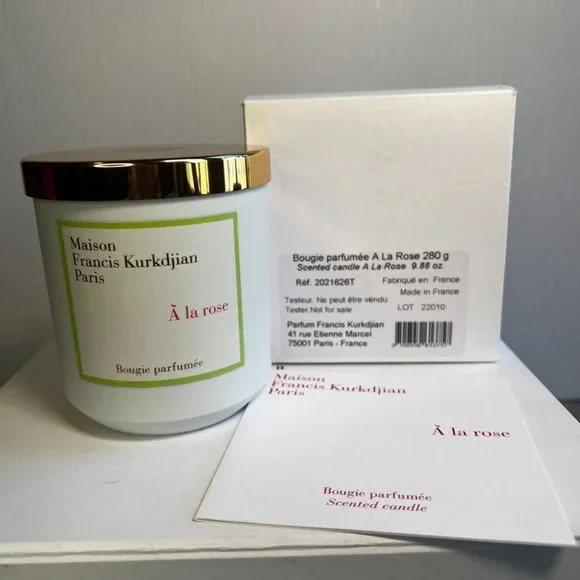 Maison
Francis Kurkdjian
Paris
À la rose
Bougie parfumée
Bougie parfumée A La Rose 280 g
Scented candle A La Rose 9.88 oz.
Réf. 2021626T
Fabriqué en France
Made in France
Testeur. Ne peut être vendu
Tester Not for sale
LOT : 22010
Parfum Francis Kurkdjian
41 rue Etienne Marcel
75001 Paris - France
Maison
Francis Kurkdjian
Paris
À la rose
Bougie parfumée
Scented candle